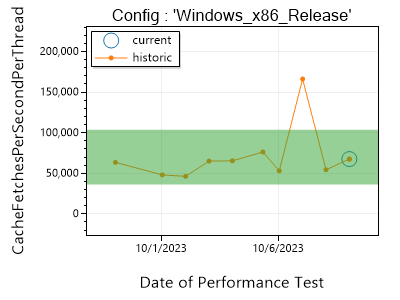 Config : 'Windows_x86_Release'
current
historic
CacheFetchesPerSecondPerThread
200,000
150,000
100,000
50,000
0
10/1/2023
10/6/2023
Date of Performance Test